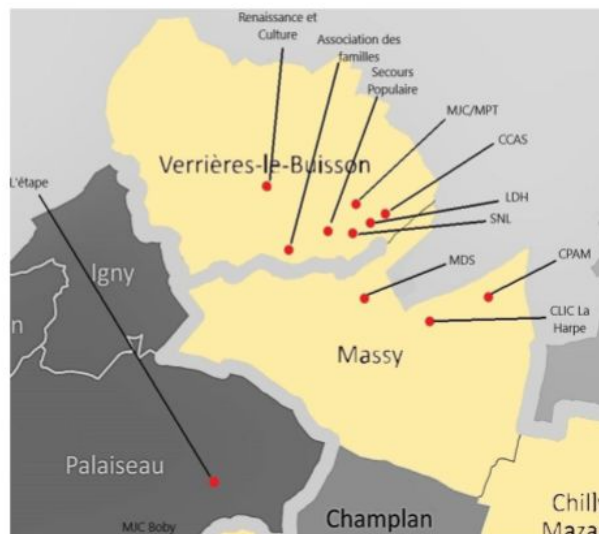 Renaissance et
Culture
Association des
familles
Secours
Populaire
MJC/MPT
CCAS
Verrières-le-Buisson
L'étape
LDH
SNL
Igny
MDS
CPAM
n
CLIC La
Harpe
Massy
Palaiseau
Chilly
Champlan
Maza
MJC Boby